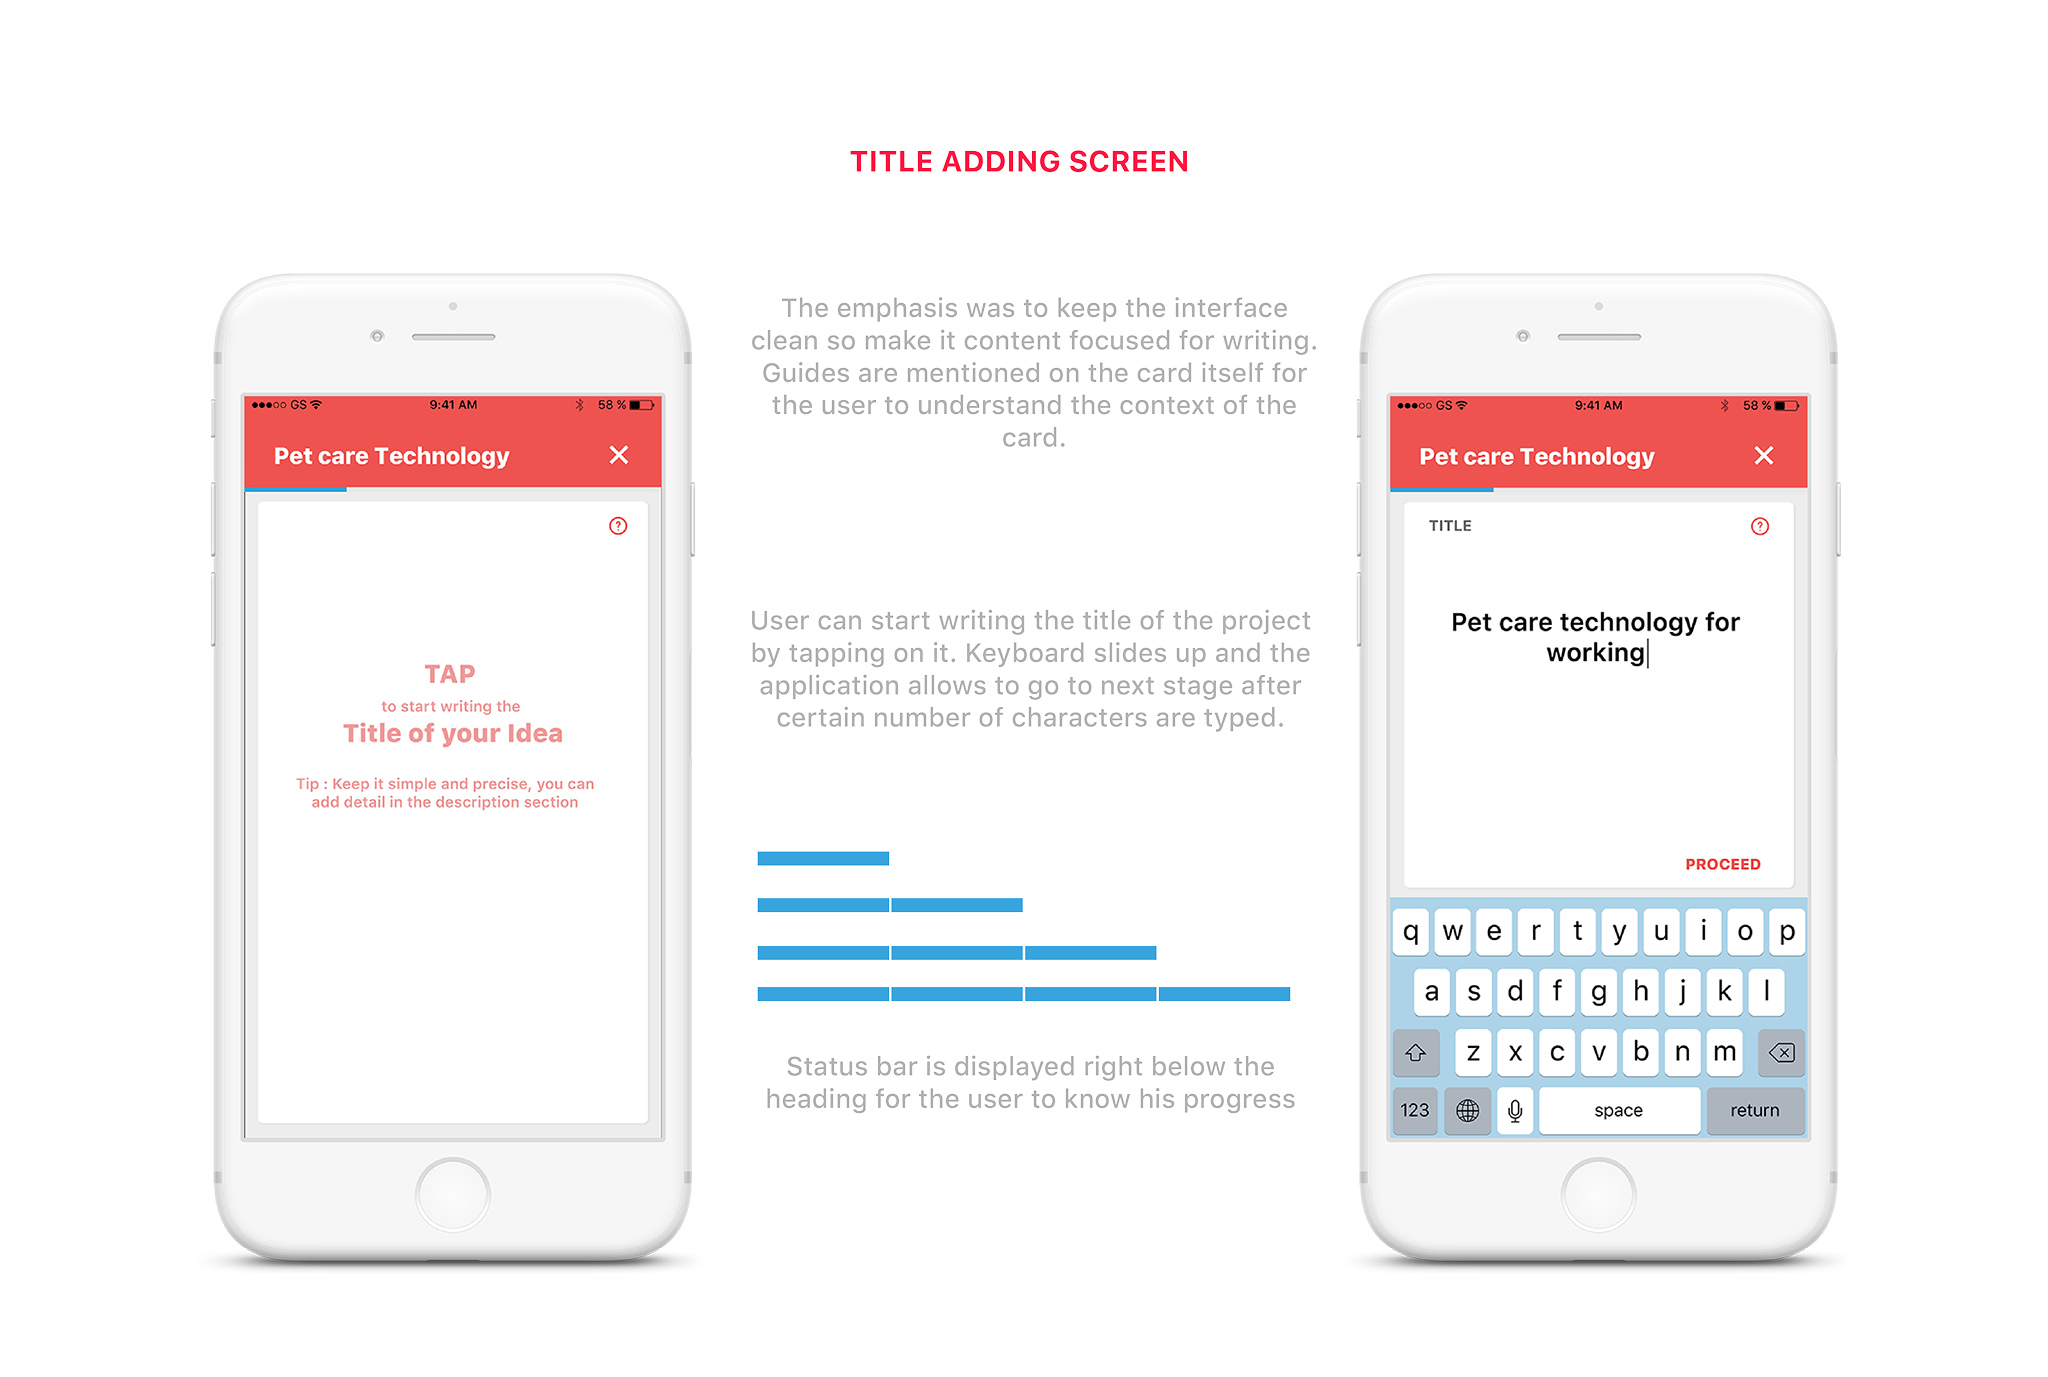 TITLE ADDING SCREEN
GS 9:41 AM 58 %
Pet care Technology
?
TAP
to start writing the
Title of your Idea
Tip : Keep it simple and precise, you can
add detail in the description section
The emphasis was to keep the interface
clean so make it content focused for writing.
Guides are mentioned on the card itself for
the user to understand the context of the
card.
User can start writing the title of the project
by tapping on it. Keyboard slides up and the
application allows to go to next stage after
certain number of characters are typed.
Status bar is displayed right below the
heading for the user to know his progress
GS 9:41 AM 58 %
Pet care Technology
TITLE ?
Pet care technology for
working
PROCEED
q w e r t y u i o p
a s d f g h j k l
z x c v b n m
123 space return